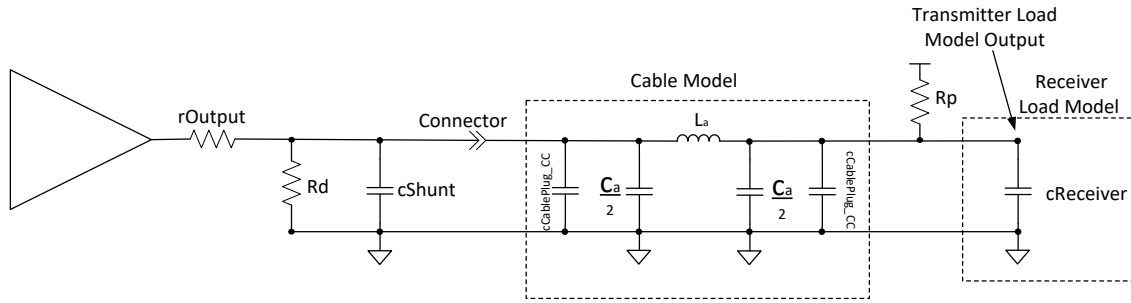 Transmitter Load
Model Output
Cable Model
Receiver
Load Model
rOutput
Connector
Lₐ
Rp
Rd
cShunt
cCablePlug_CC
Cₐ
2
Cₐ
2
cCablePlug_CC
cReceiver